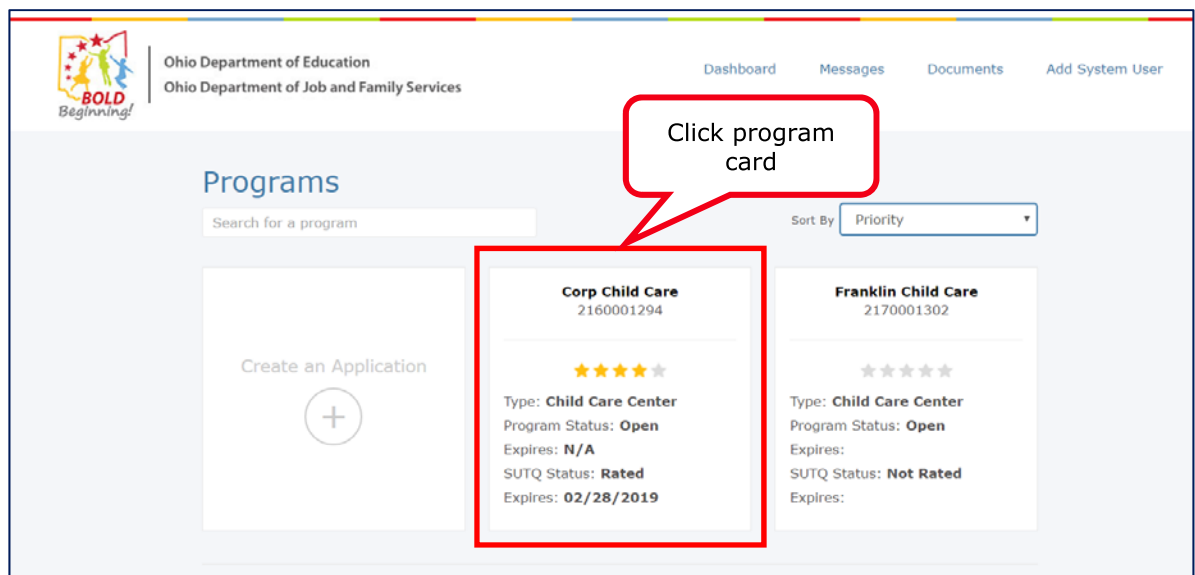 BOLD
Beginning!
Ohio Department of Education
Ohio Department of Job and Family Services
Dashboard
Messages
Documents
Add System User
Click program
card
Programs
Search for a program
Sort By
Priority
Create an Application
Corp Child Care
2160001294
Type: Child Care Center
Program Status: Open
Expires: N/A
SUTQ Status: Rated
Expires: 02/28/2019
Franklin Child Care
2170001302
Type: Child Care Center
Program Status: Open
Expires:
SUTQ Status: Not Rated
Expires: